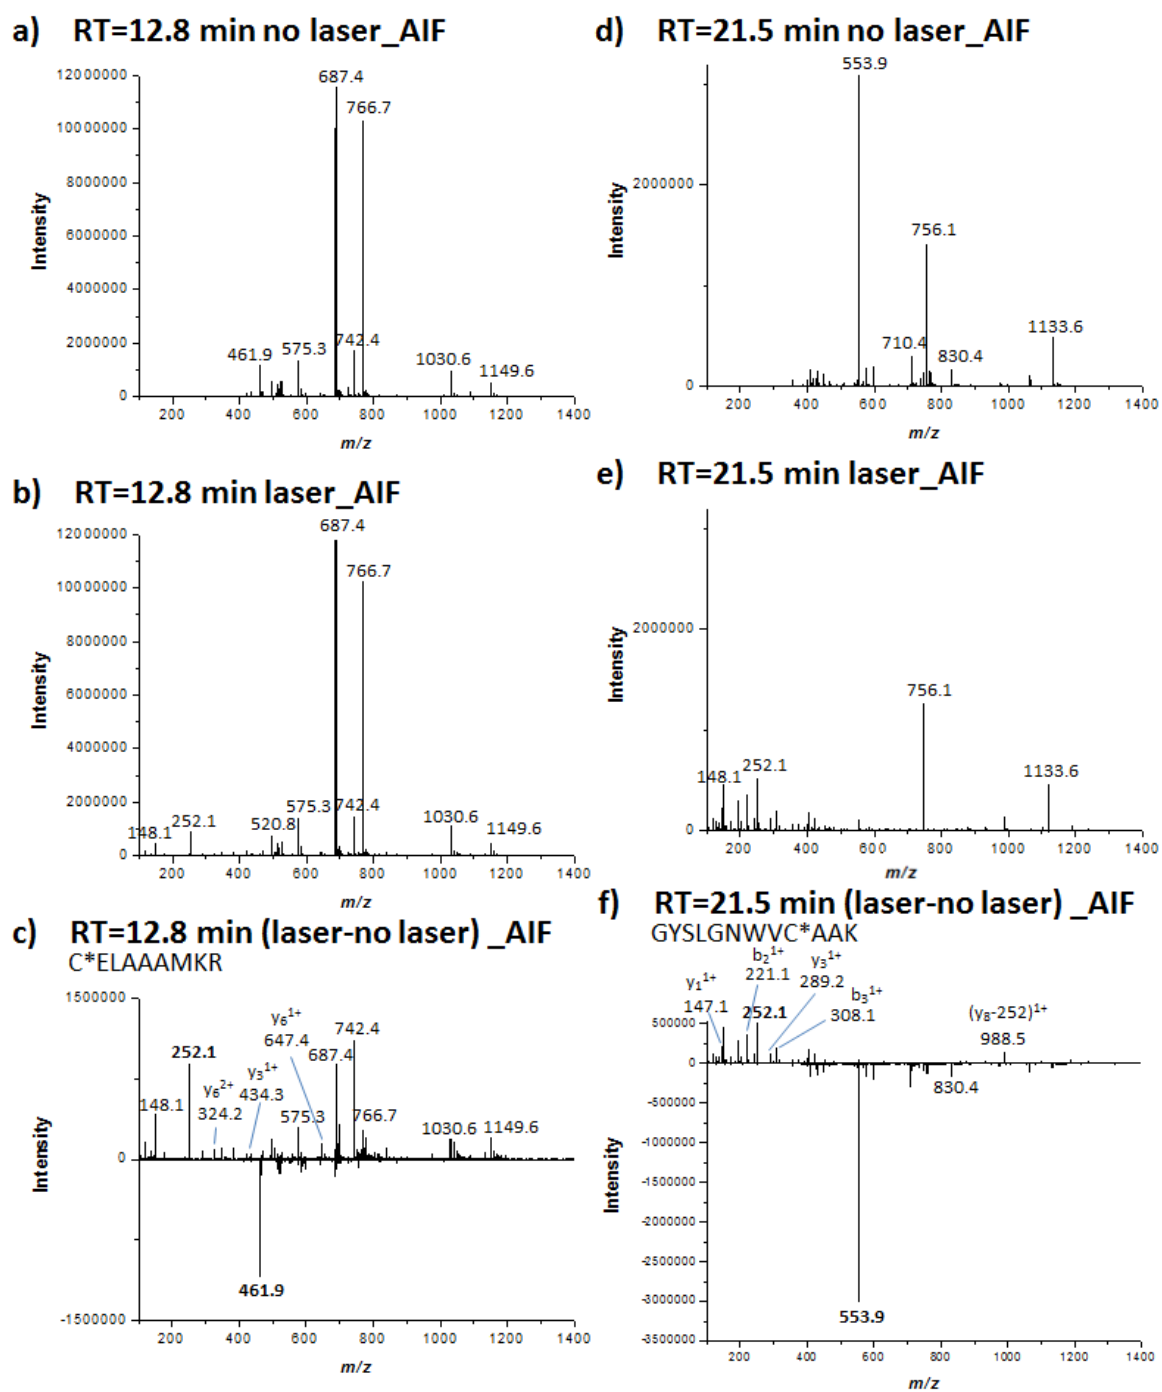 a) RT=12.8 min no laser_AIF
12000000
10000000
8000000
6000000
4000000
2000000
0
Intensity
687.4
766.7
461.9
575.3
742.4
1030.6
1149.6
200 400 600 800 1000 1200 1400
m/z
d) RT=21.5 min no laser_AIF
2000000
0
Intensity
553.9
756.1
710.4
830.4
1133.6
200 400 600 800 1000 1200 1400
m/z
b) RT=12.8 min laser_AIF
12000000
10000000
8000000
6000000
4000000
2000000
0
Intensity
687.4
766.7
148.1
252.1
520.8
575.3
742.4
1030.6
1149.6
200 400 600 800 1000 1200 1400
m/z
e) RT=21.5 min laser_AIF
2000000
0
Intensity
756.1
148.1
252.1
1133.6
200 400 600 800 1000 1200 1400
m/z
c) RT=12.8 min (laser-no laser) _AIF
C*ELAAAMKR
1500000
0
-1500000
Intensity
148.1
252.1
y6 2+
324.2
y3 1+
434.3
575.3
y6 1+
647.4
687.4
742.4
766.7
1030.6
1149.6
461.9
200 400 600 800 1000 1200 1400
m/z
f) RT=21.5 min (laser-no laser) _AIF
GYSLGNWVC*AAK
500000
0
-500000
-1000000
-1500000
-2000000
-2500000
-3000000
-3500000
Intensity
y1 1+
147.1
b2 1+
221.1
252.1
y3 1+
289.2
b3 1+
308.1
(y8-252)1+
988.5
830.4
553.9
200 400 600 800 1000 1200 1400
m/z